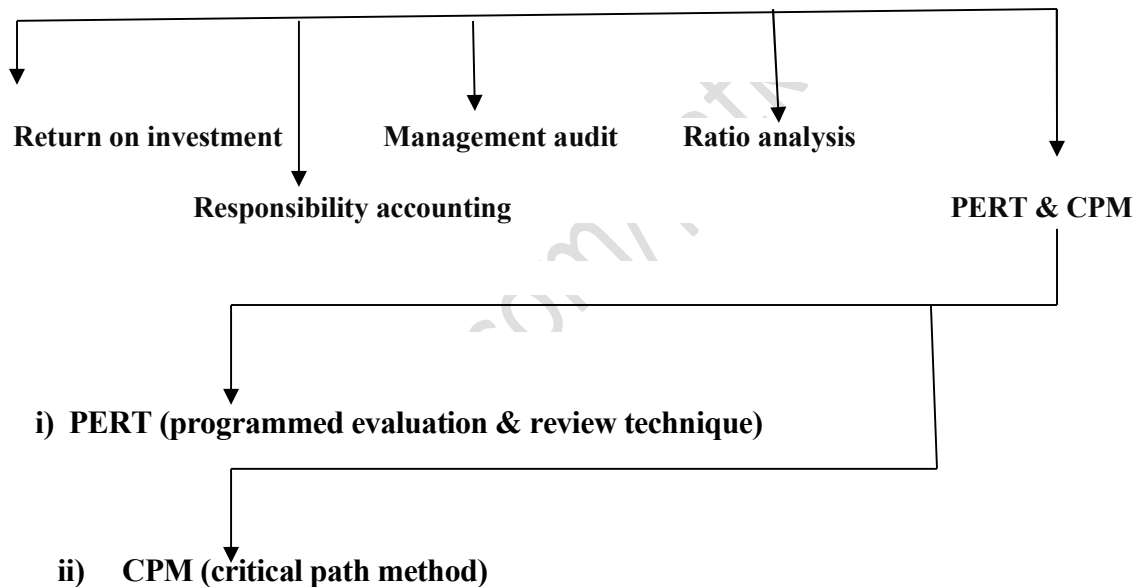 Return on investment Management audit Ratio analysis
Responsibility accounting PERT & CPM
i) PERT (programmed evaluation & review technique)
ii) CPM (critical path method)